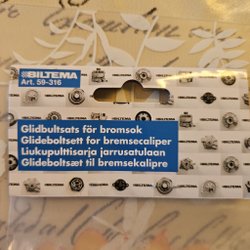 BILTEMA
Art. 59-316
Glidbultsats för bromsok
Glideboltsett for bremsecaliper
Liukupulttisarja jarrusatulaan
Glideboltsæt til bremsekalipre